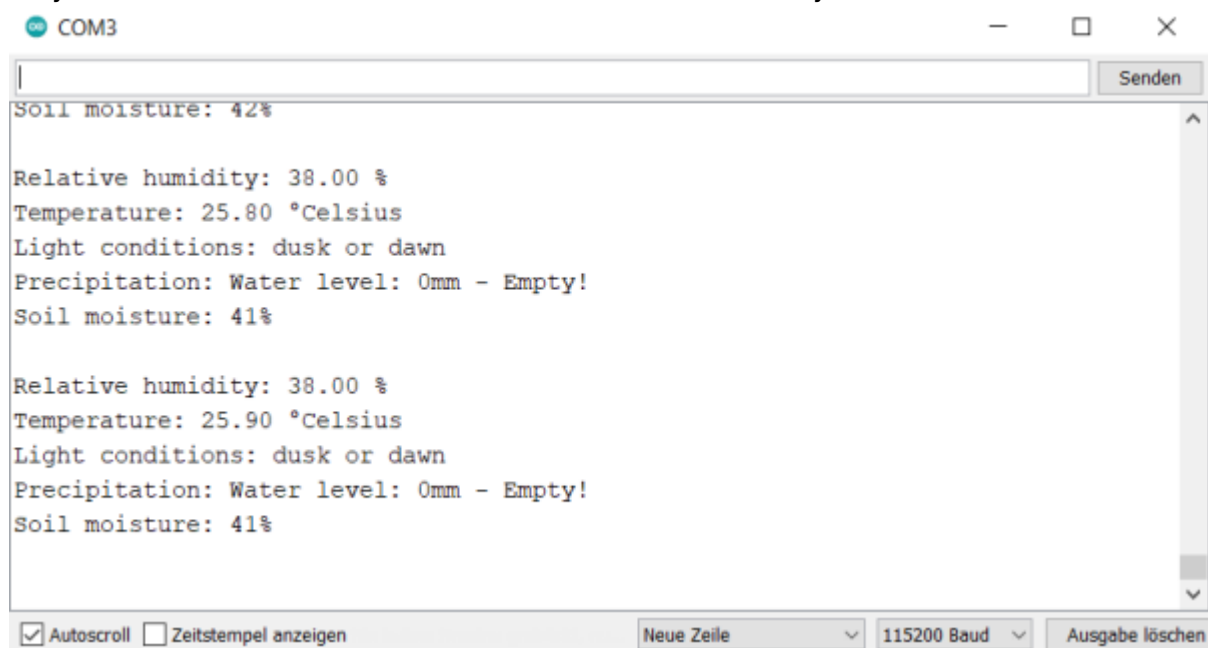 COM3
Senden
Soil moisture: 42%
Relative humidity: 38.00 %
Temperature: 25.80 °Celsius
Light conditions: dusk or dawn
Precipitation: Water level: 0mm - Empty!
Soil moisture: 41%
Relative humidity: 38.00 %
Temperature: 25.90 °Celsius
Light conditions: dusk or dawn
Precipitation: Water level: 0mm - Empty!
Soil moisture: 41%
Autoscroll Zeitstempel anzeigen Neue Zeile 115200 Baud Ausgabe löschen